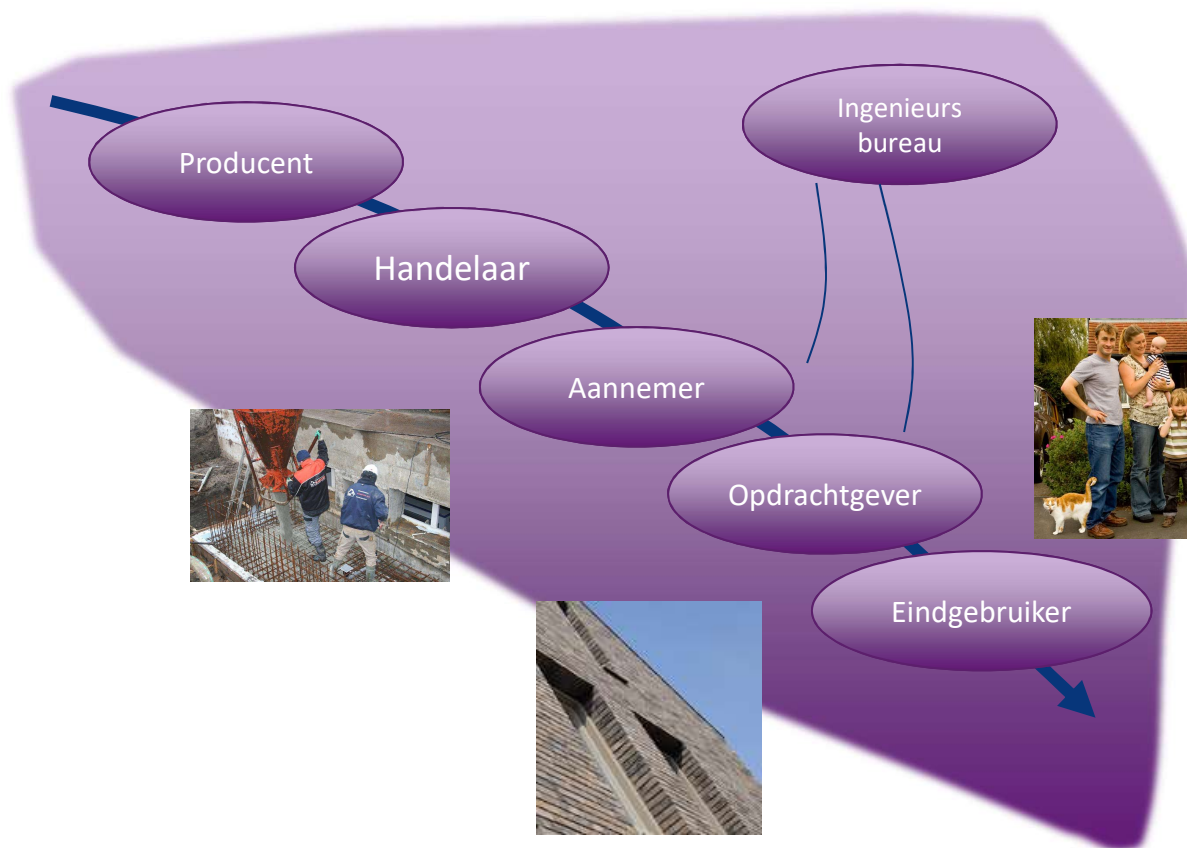 Producent
Ingenieurs
bureau
Handelaar
Aannemer
Opdrachtgever
Eindgebruiker